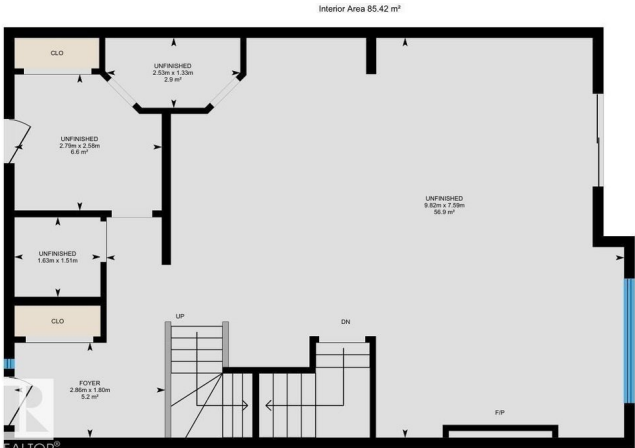 Interior Area 85.42 m²
CLO
UNFINISHED
2.53m x 1.33m
2.9 m²
UNFINISHED
2.79m x 2.58m
6.6 m²
UNFINISHED
9.82m x 7.59m
56.9 m²
UNFINISHED
1.63m x 1.51m
CLO
UP
DN
FOYER
2.86m x 1.80m
5.2 m²
F/P
REALTOR®